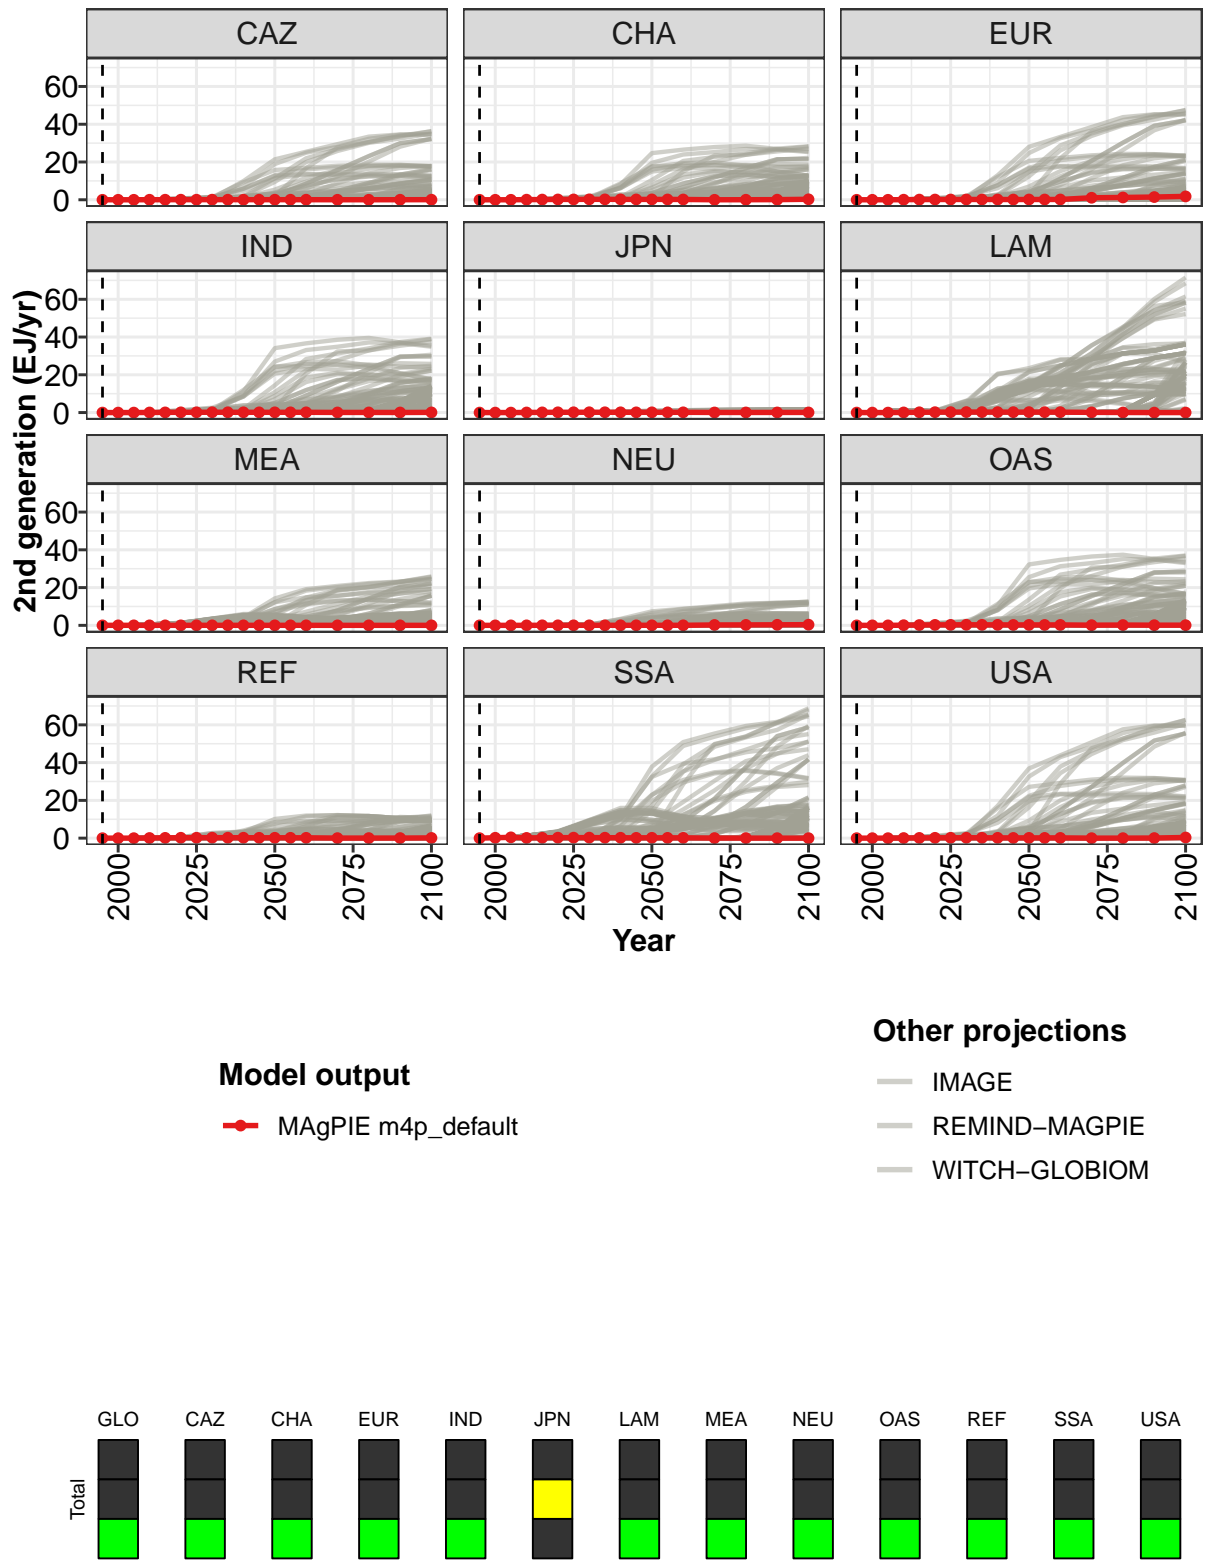 CAZ CHA EUR
60
40
20
0
IND JPN LAM
60
40
20
0
2nd generation (EJ/yr)
MEA NEU OAS
60
40
20
0
REF SSA USA
60
40
20
0
2000 2025 2050 2075 2100 2000 2025 2050 2075 2100 2000 2025 2050 2075 2100
Year
Other projections
Model output
IMAGE
MAgPIE m4p_default
REMIND−MAGPIE
WITCH−GLOBIOM
GLO CAZ CHA EUR IND JPN LAM MEA NEU OAS REF SSA USA
Total